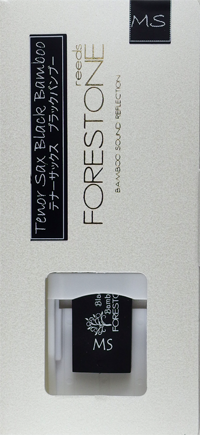 MS
Tenor Sax Black Bamboo
テナーサックス ブラックバンブー
reeds
FORESTONE
BAMBOO SOUND REFLECTION
Black
Bamboo
FORESTONE
MS